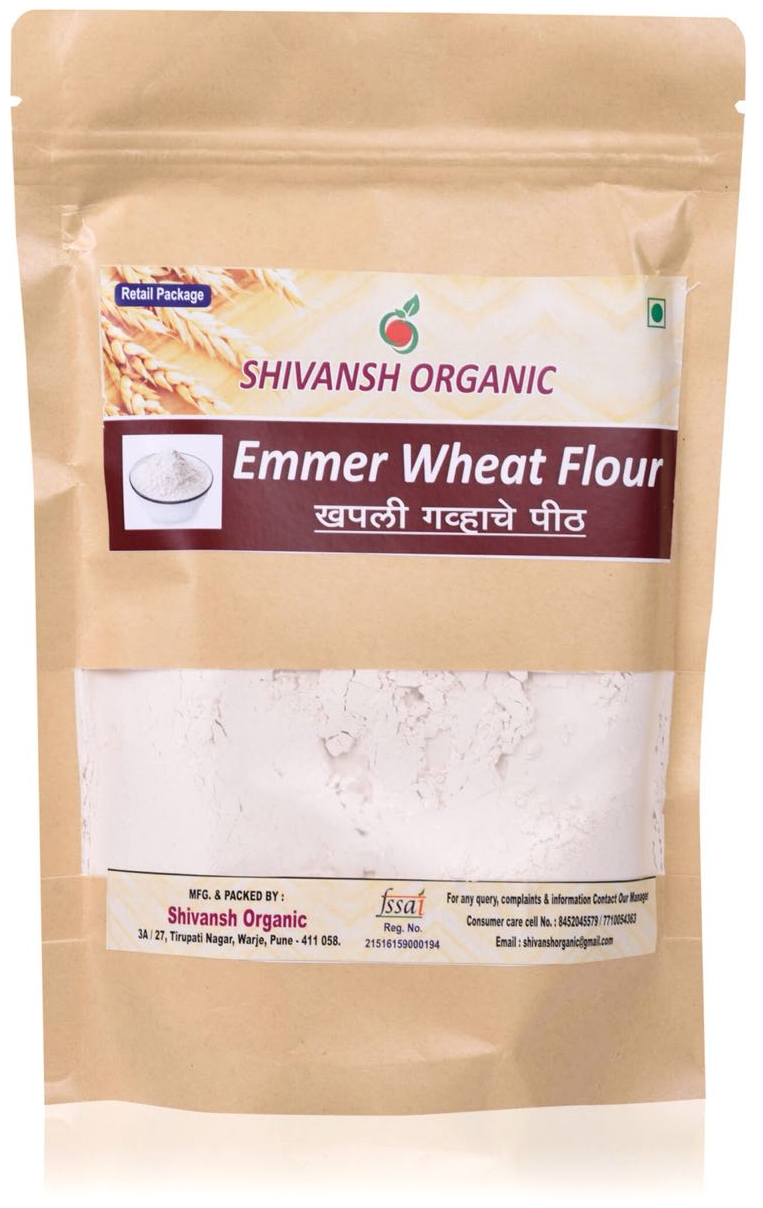 Retail Package
SHIVANSH ORGANIC
Emmer Wheat Flour
खपली गव्हाचे पीठ
MFG. & PACKED BY :
Shivansh Organic
3A / 27, Tirupati Nagar, Warje, Pune - 411 058.
fssai
Reg. No.
21516159000194
For any query, complaints & information Contact Our Manager
Consumer care cell No. : 8452045579 / 7710054363
Email : shivanshorganic@gmail.com